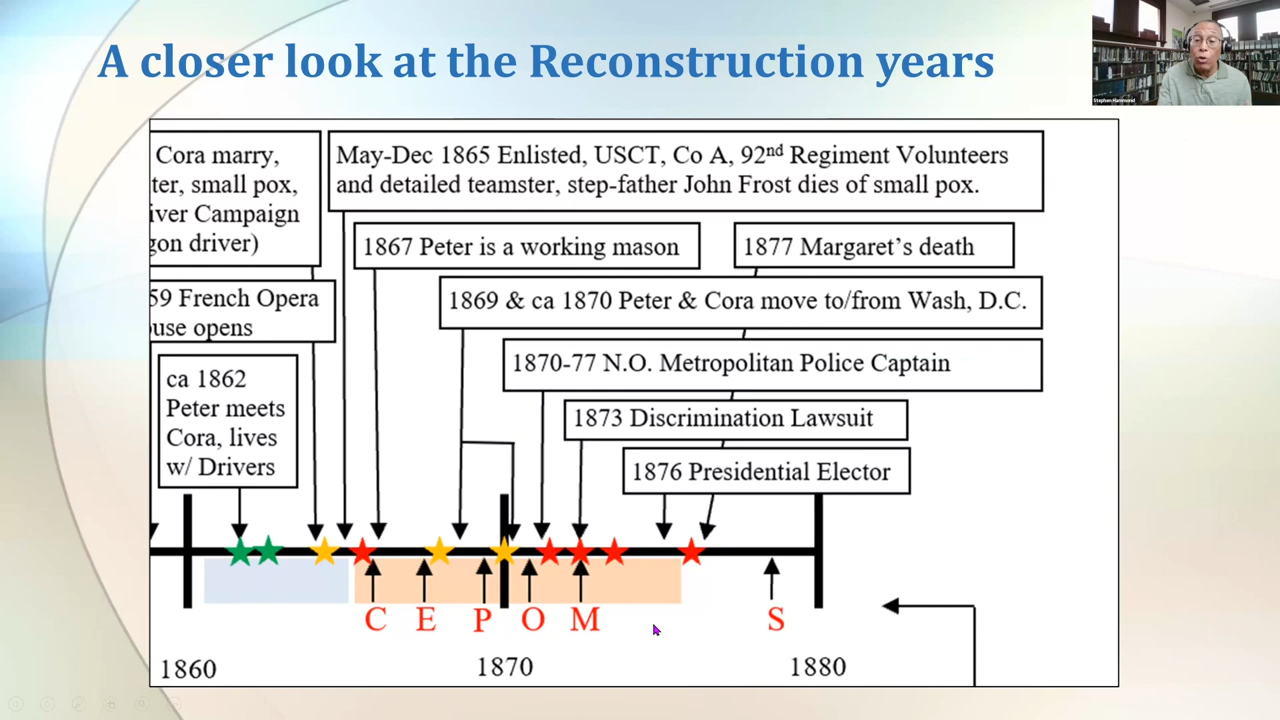 A closer look at the Reconstruction years
Stephen Hammond
Cora marry,
ter, small pox,
iver Campaign
gon driver)
May-Dec 1865 Enlisted, USCT, Co A, 92nd Regiment Volunteers
and detailed teamster, step-father John Frost dies of small pox.
1867 Peter is a working mason
1877 Margaret’s death
59 French Opera
ouse opens
1869 & ca 1870 Peter & Cora move to/from Wash, D.C.
1870-77 N.O. Metropolitan Police Captain
ca 1862
Peter meets
Cora, lives
w/ Drivers
1873 Discrimination Lawsuit
1876 Presidential Elector
C E P O M S
1860 1870 1880